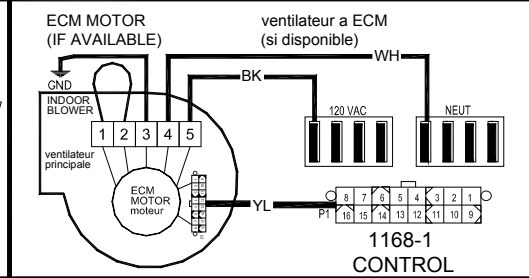 ECM MOTOR
(IF AVAILABLE)
ventilateur a ECM
(si disponible)
WH
BK
GND
INDOOR
BLOWER
120 VAC
NEUT
1 2 3 4 5
ventilateur
principale
ECM
MOTOR
moteur
YL
P1
8 7 6 5 4 3 2 1
16 15 14 13 12 11 10 9
1168-1
CONTROL